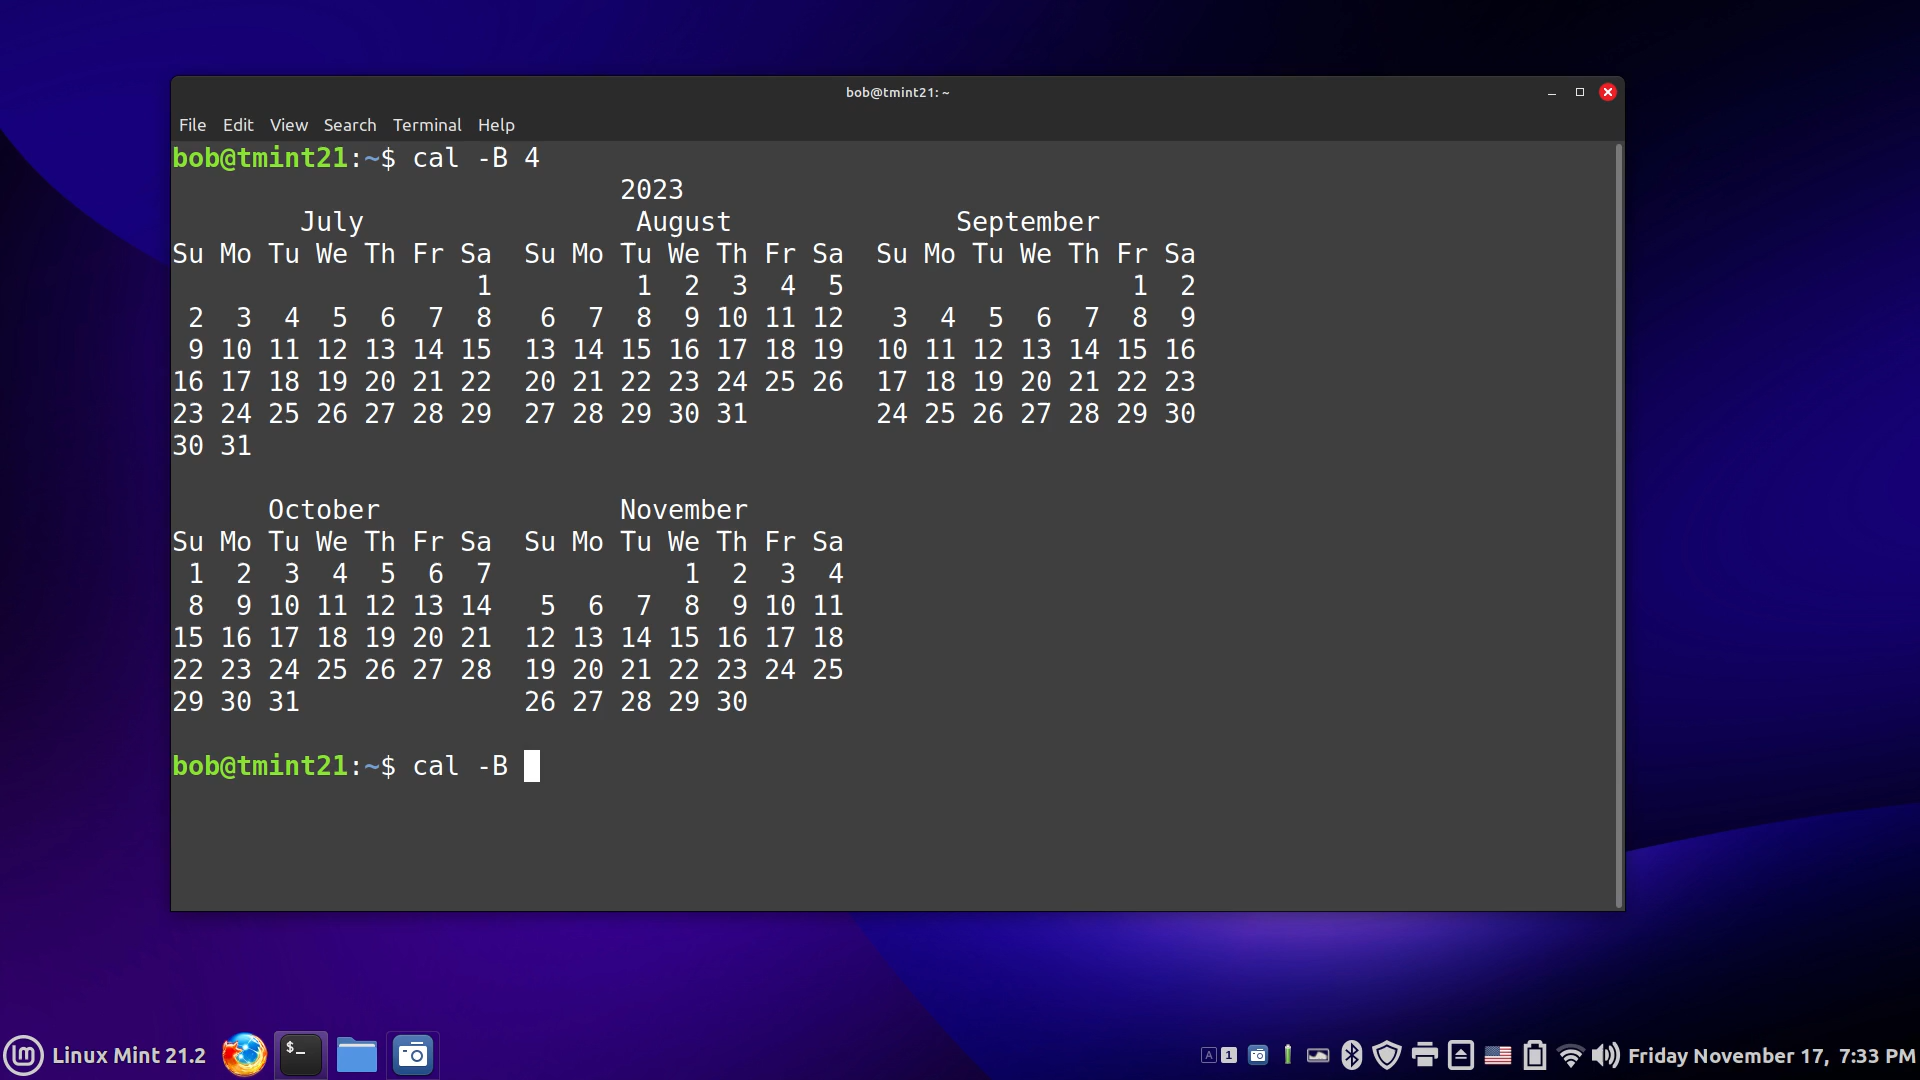 bob@tmint21: ~
File Edit View Search Terminal Help
bob@tmint21:~$ cal -B 4
                            2023
        July                 August              September
Su Mo Tu We Th Fr Sa  Su Mo Tu We Th Fr Sa  Su Mo Tu We Th Fr Sa
                   1         1  2  3  4  5                  1  2
 2  3  4  5  6  7  8   6  7  8  9 10 11 12   3  4  5  6  7  8  9
 9 10 11 12 13 14 15  13 14 15 16 17 18 19  10 11 12 13 14 15 16
16 17 18 19 20 21 22  20 21 22 23 24 25 26  17 18 19 20 21 22 23
23 24 25 26 27 28 29  27 28 29 30 31        24 25 26 27 28 29 30
30 31
      October               November
Su Mo Tu We Th Fr Sa  Su Mo Tu We Th Fr Sa
 1  2  3  4  5  6  7            1  2  3  4
 8  9 10 11 12 13 14   5  6  7  8  9 10 11
15 16 17 18 19 20 21  12 13 14 15 16 17 18
22 23 24 25 26 27 28  19 20 21 22 23 24 25
29 30 31              26 27 28 29 30
bob@tmint21:~$ cal -B
Linux Mint 21.2 $_ A 1 Friday November 17, 7:33 PM